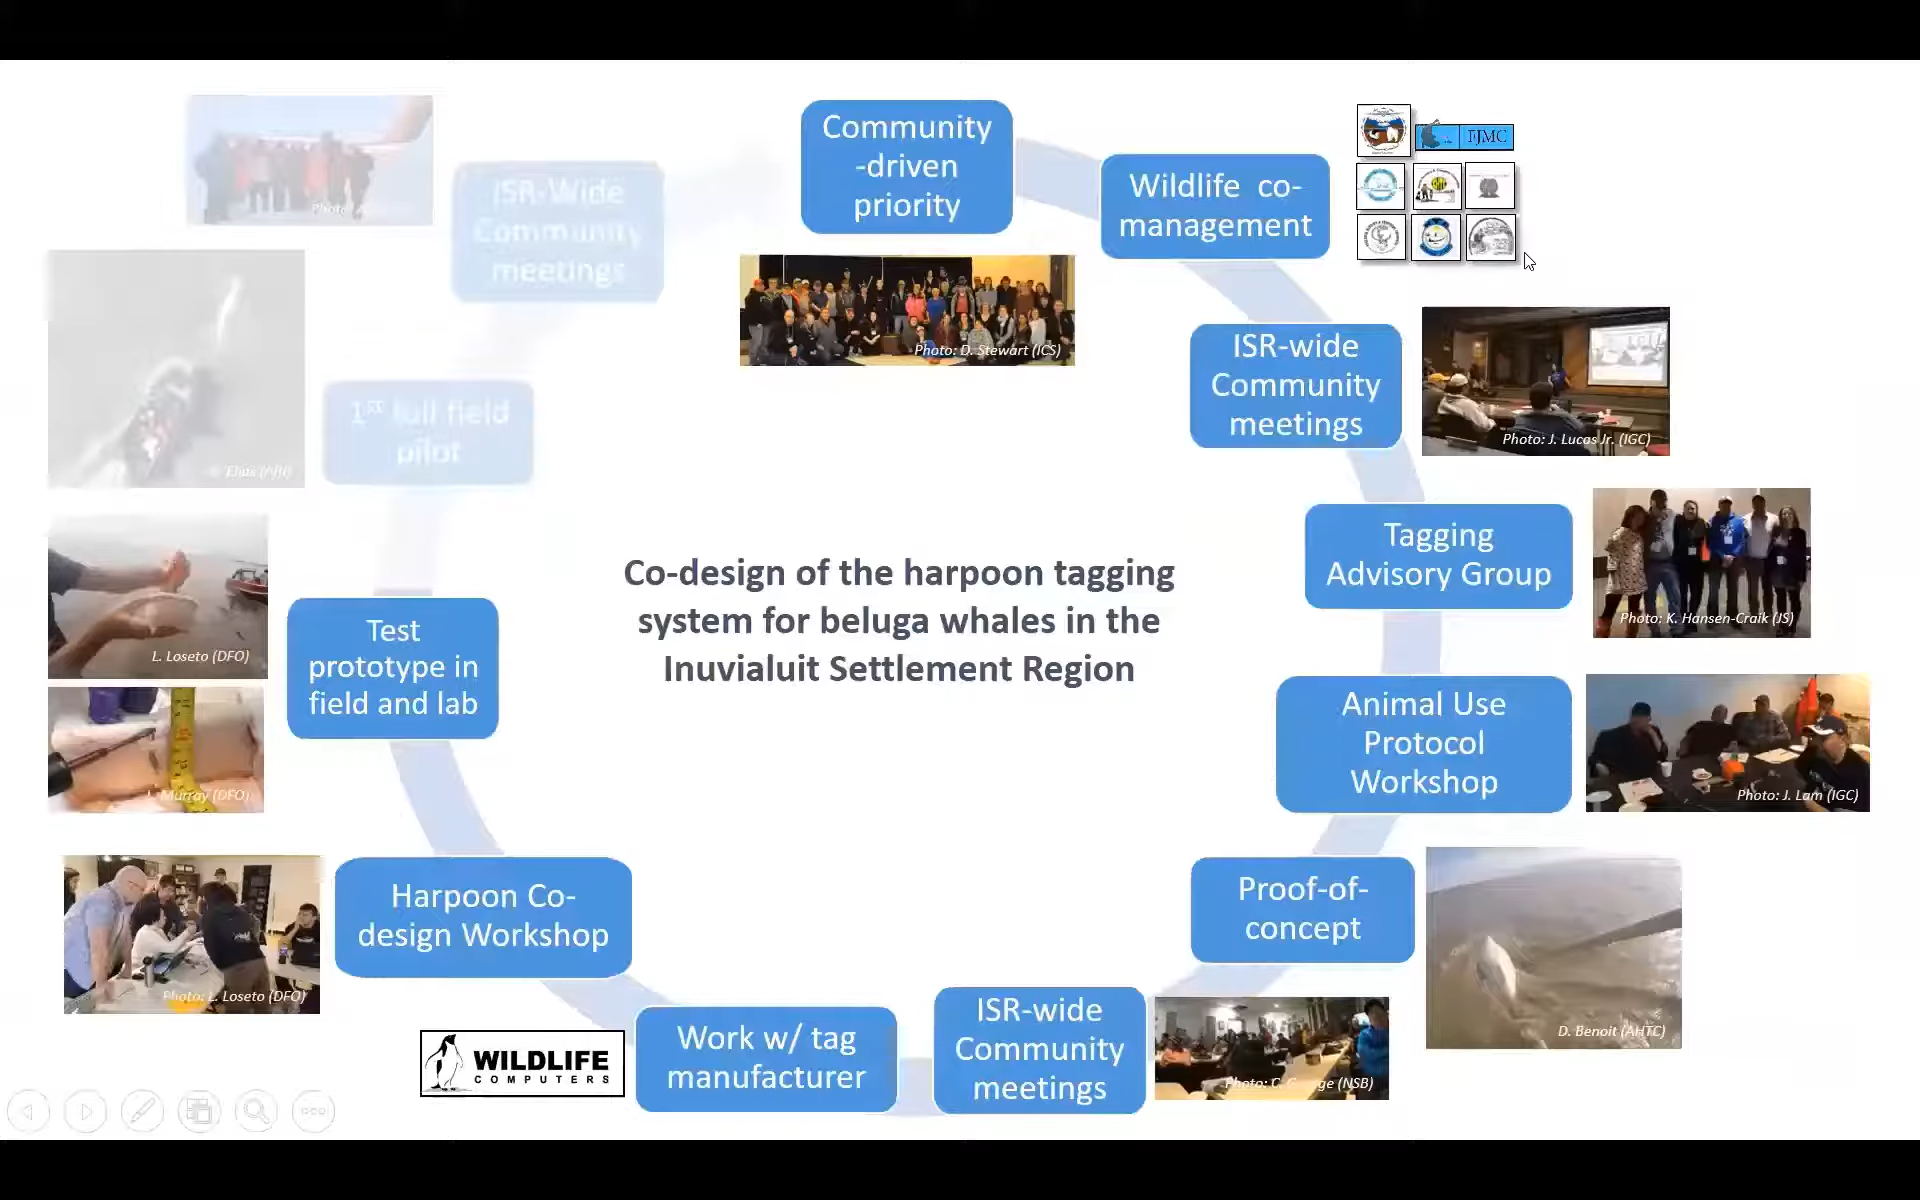 Community
-driven
priority
Photo: D. Stewart (ICS)
Wildlife co-
management
FJMC
ISR-wide
Community
meetings
Photo: J. Lucas Jr. (IGC)
Tagging
Advisory Group
Photo: K. Hansen-Craik (JS)
Animal Use
Protocol
Workshop
Photo: J. Lam (IGC)
Proof-of-
concept
D. Benoit (AHTC)
ISR-wide
Community
meetings
Photo: C. (NSB)
Work w/ tag
manufacturer
WILDLIFE
COMPUTERS
Harpoon Co-
design Workshop
Photo: L. Loseto (DFO)
Test
prototype in
field and lab
L. Loseto (DFO)
Murray (DFO)
1ST full field
pilot
ISR-Wide
Community
meetings
Co-design of the harpoon tagging
system for beluga whales in the
Inuvialuit Settlement Region